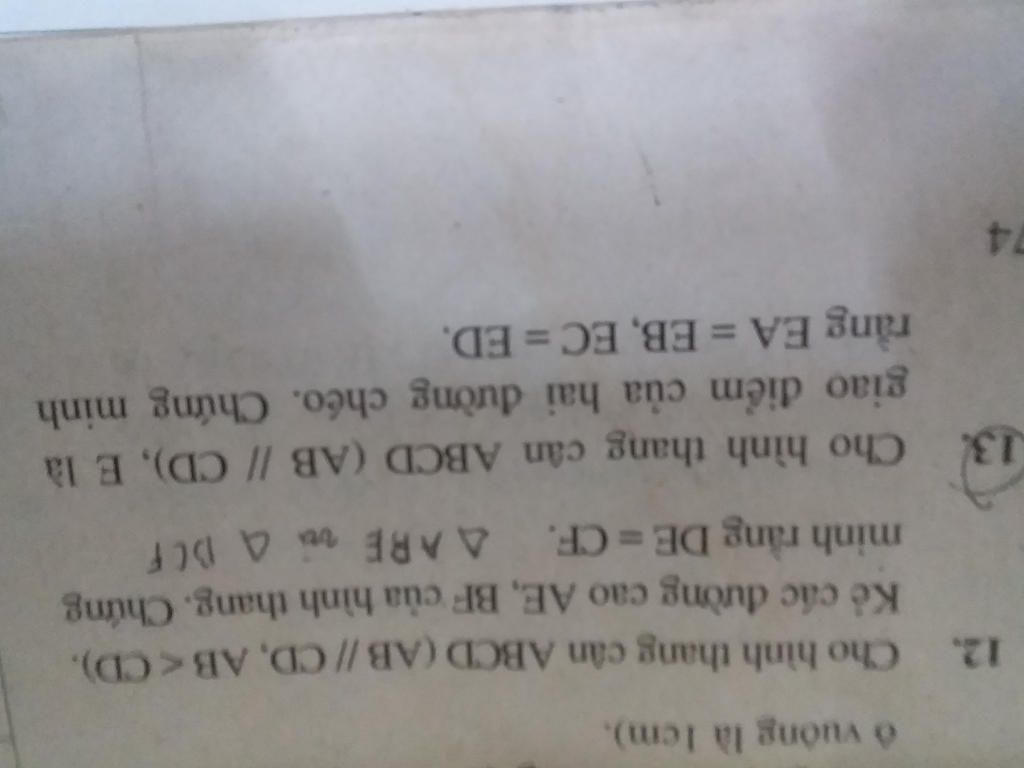 ô vuông là 1cm).
12. Cho hình thang cân ABCD (AB // CD, AB < CD).
Kẻ các đường cao AE, BF của hình thang. Chứng
minh rằng DE = CF. Δ ARE và Δ BCF
13. Cho hình thang cân ABCD (AB // CD), E là
giao điểm của hai đường chéo. Chứng minh
rằng EA = EB, EC = ED.
74